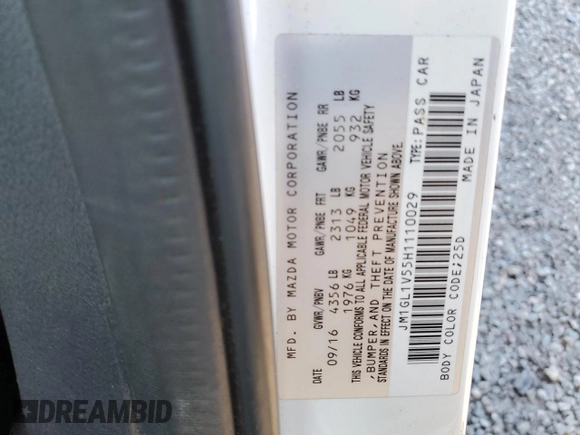 MFD. BY MAZDA MOTOR CORPORATION
DATE GVWR/PNBV GAWR/PNBE FRT GAWR/PNBE RR
09/16 4356 LB 2313 LB 2055 LB
1976 KG 1049 KG 932 KG
THIS VEHICLE CONFORMS TO ALL APPLICABLE FEDERAL MOTOR VEHICLE SAFETY
,BUMPER,AND THEFT PREVENTION
STANDARDS IN EFFECT ON THE DATE OF MANUFACTURE SHOWN ABOVE.
JM1GL1V55H1110029 TYPE:PASS CAR
BODY COLOR CODE;25D MADE IN JAPAN
DREAMBID